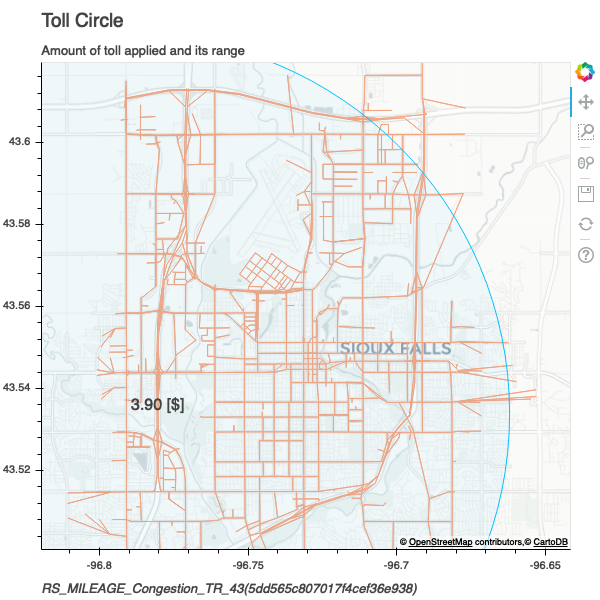 Toll Circle
Amount of toll applied and its range
43.6
43.58
43.56
SIOUX FALLS
43.54
3.90 [$]
43.52
© OpenStreetMap contributors,© CartoDB
-96.8
-96.75
-96.7
-96.65
RS_MILEAGE_Congestion_TR_43(5dd565c807017f4cef36e938)